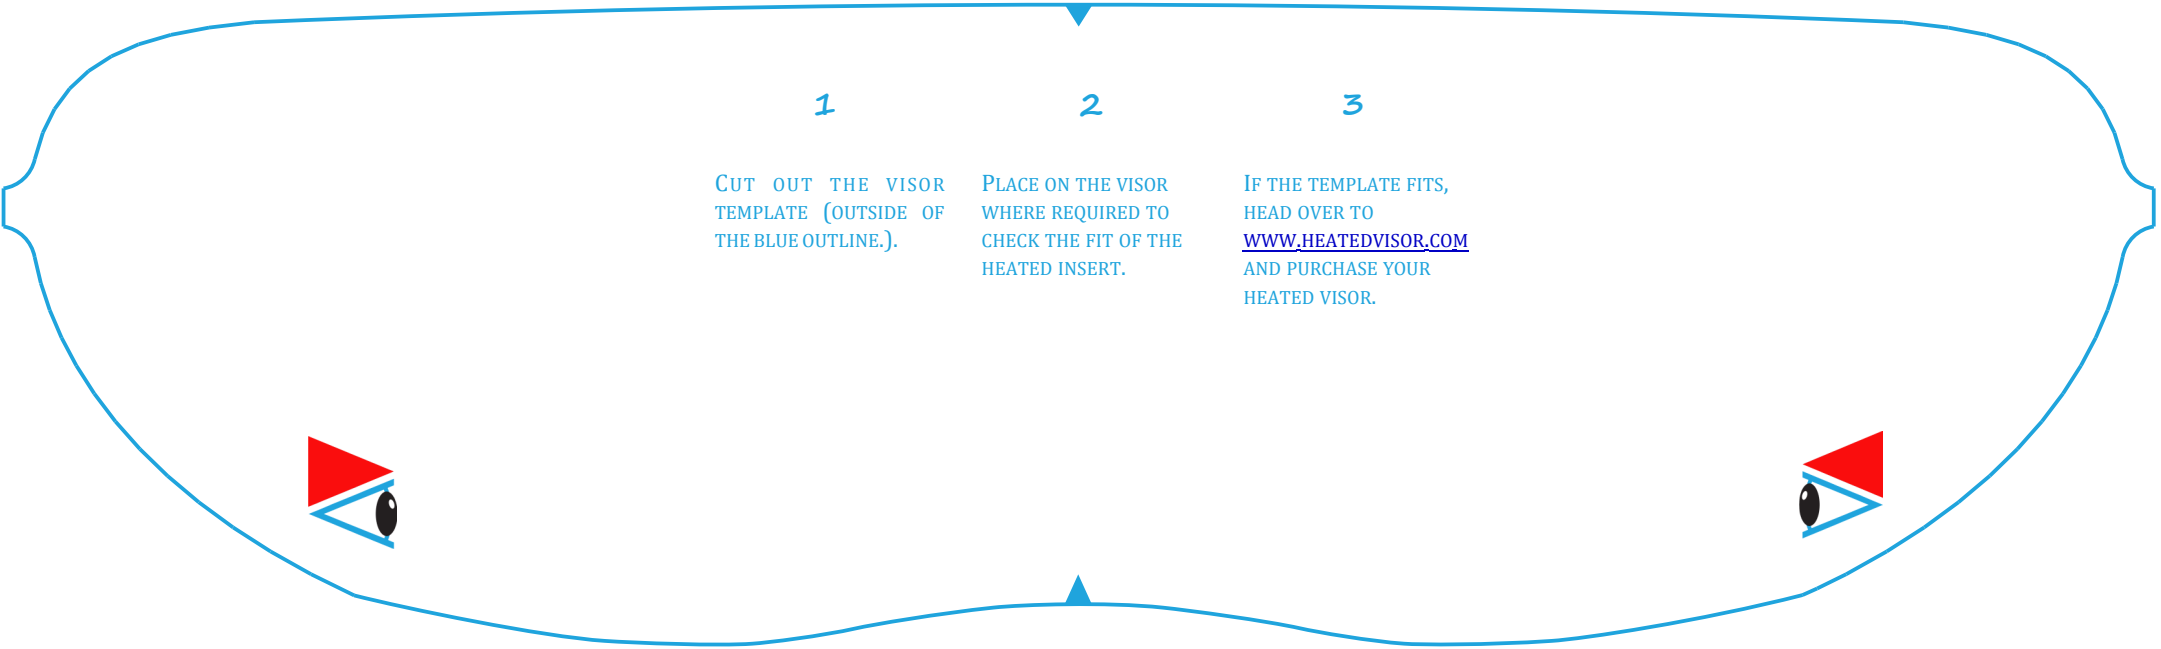 1
CUT OUT THE VISOR
TEMPLATE (OUTSIDE OF
THE BLUE OUTLINE.).
2
PLACE ON THE VISOR
WHERE REQUIRED TO
CHECK THE FIT OF THE
HEATED INSERT.
3
IF THE TEMPLATE FITS,
HEAD OVER TO
WWW.HEATEDVISOR.COM
AND PURCHASE YOUR
HEATED VISOR.